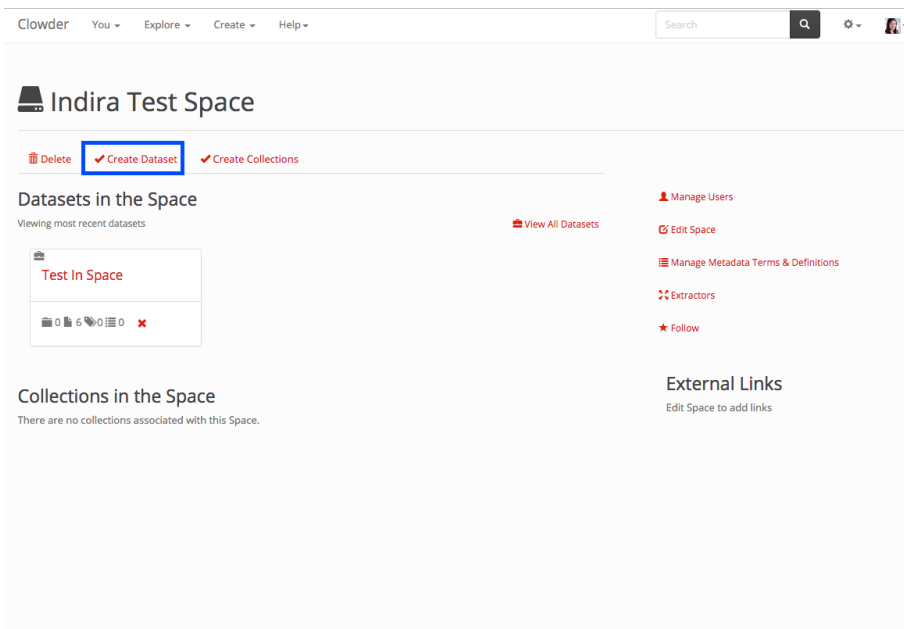 Clowder You Explore Create Help Search
Indira Test Space
Delete Create Dataset Create Collections
Datasets in the Space
Viewing most recent datasets
View All Datasets
Test In Space
0 6 0 0
Collections in the Space
There are no collections associated with this Space.
Manage Users
Edit Space
Manage Metadata Terms & Definitions
Extractors
Follow
External Links
Edit Space to add links